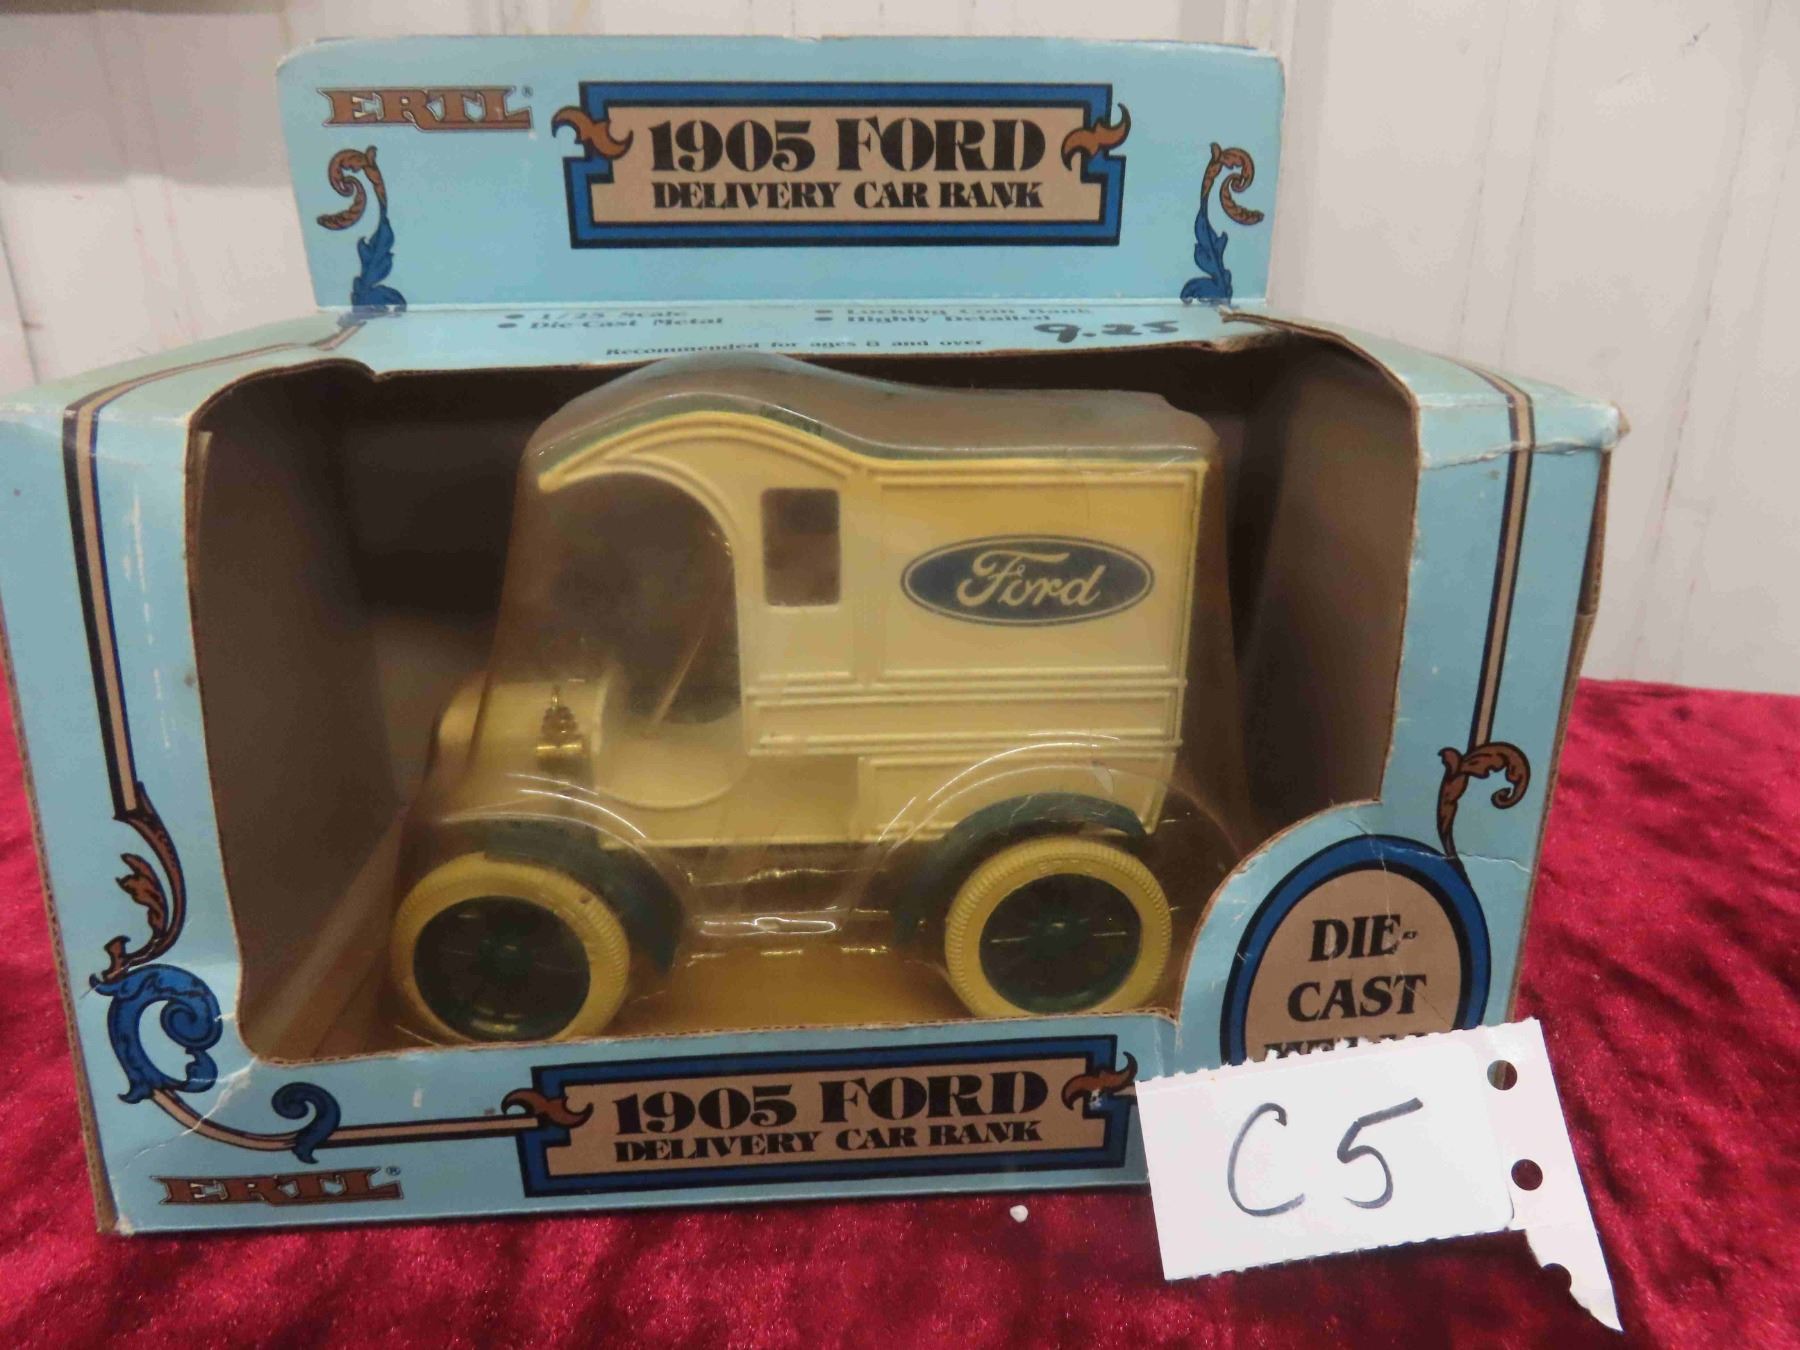 ERTL®
1905 FORD
DELIVERY CAR BANK
• 1/25 Scale
• Die-Cast Metal
• Locking Coin Bank
• Highly Detailed
9.25
Recommended for ages 8 and over
Ford
DIE-
CAST
1905 FORD
DELIVERY CAR BANK
ERTL®
C5